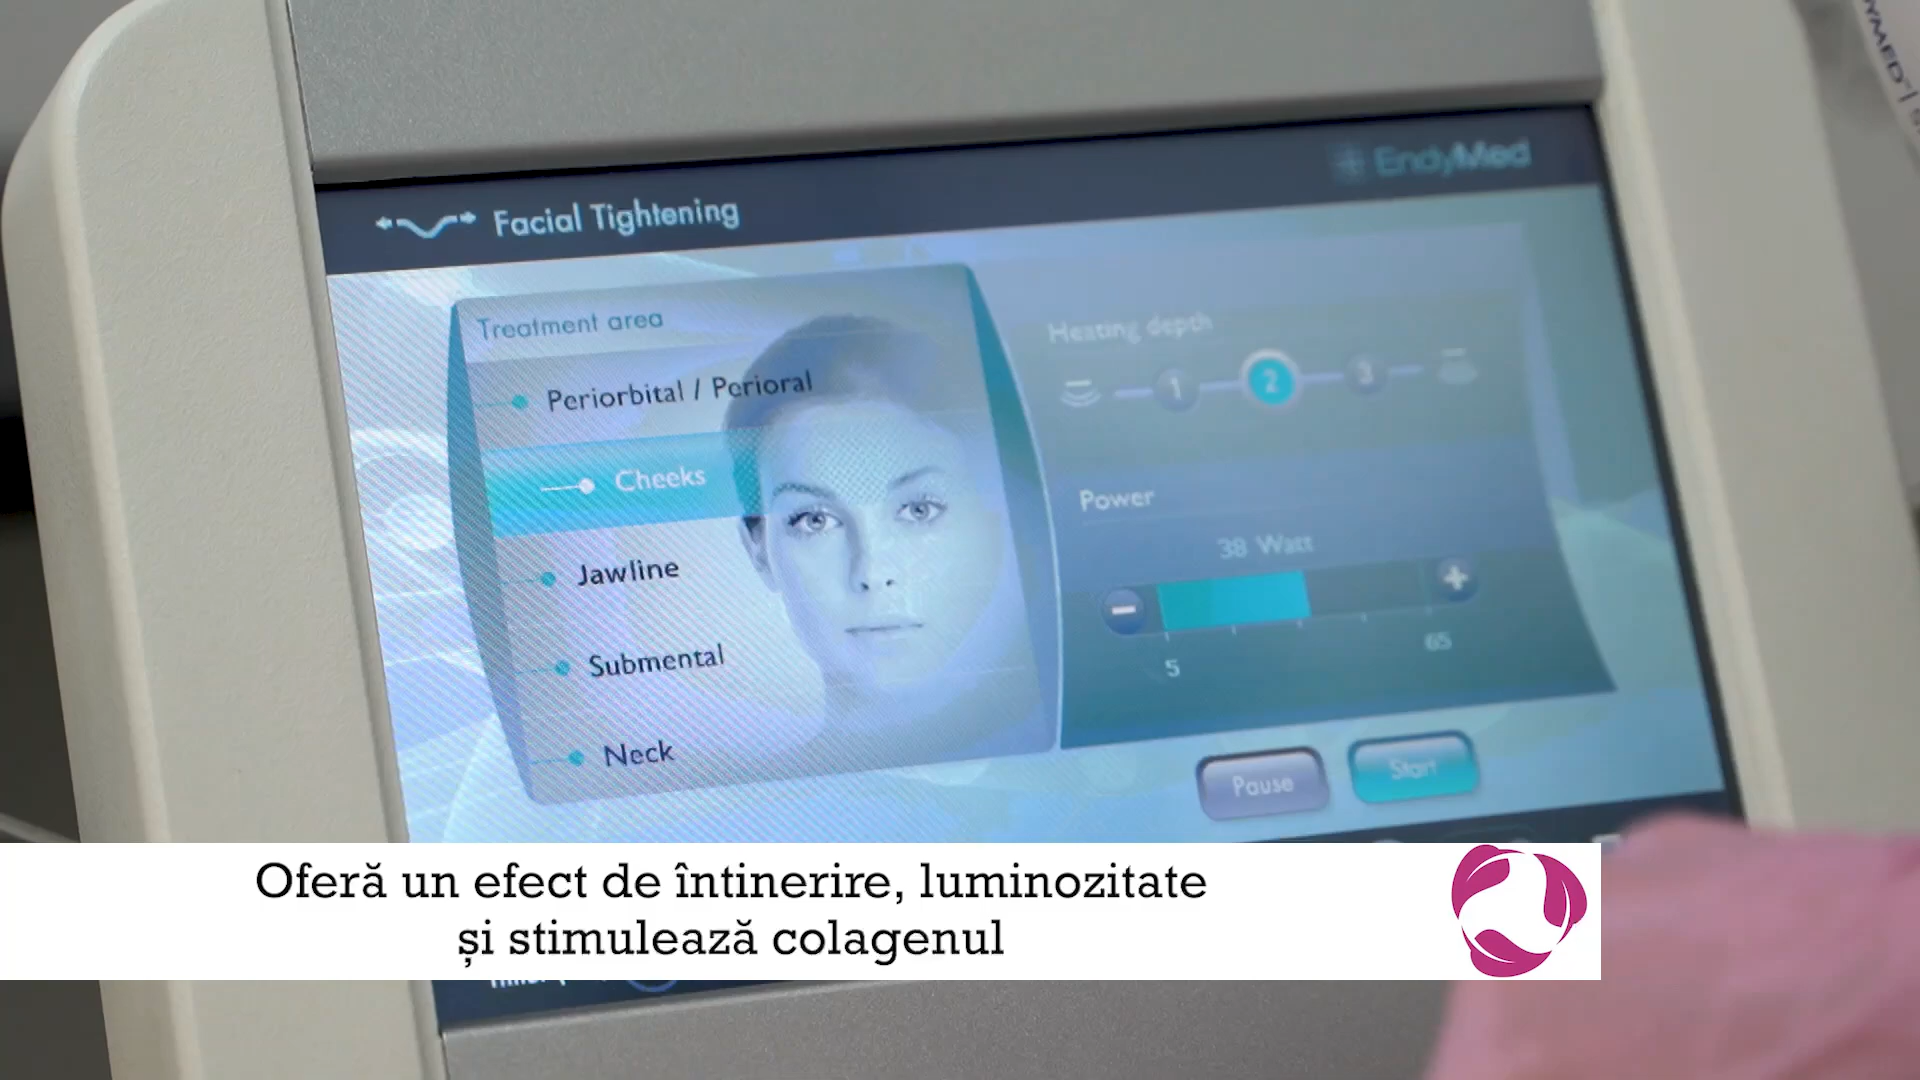 EndyMed
Facial Tightening
Treatment area
Periorbital / Perioral
Cheeks
Jawline
Submental
Neck
Heating depth
1 2 3
Power
38 Watt
5 65
Pause Start
Oferă un efect de întinerire, luminozitate
și stimulează colagenul